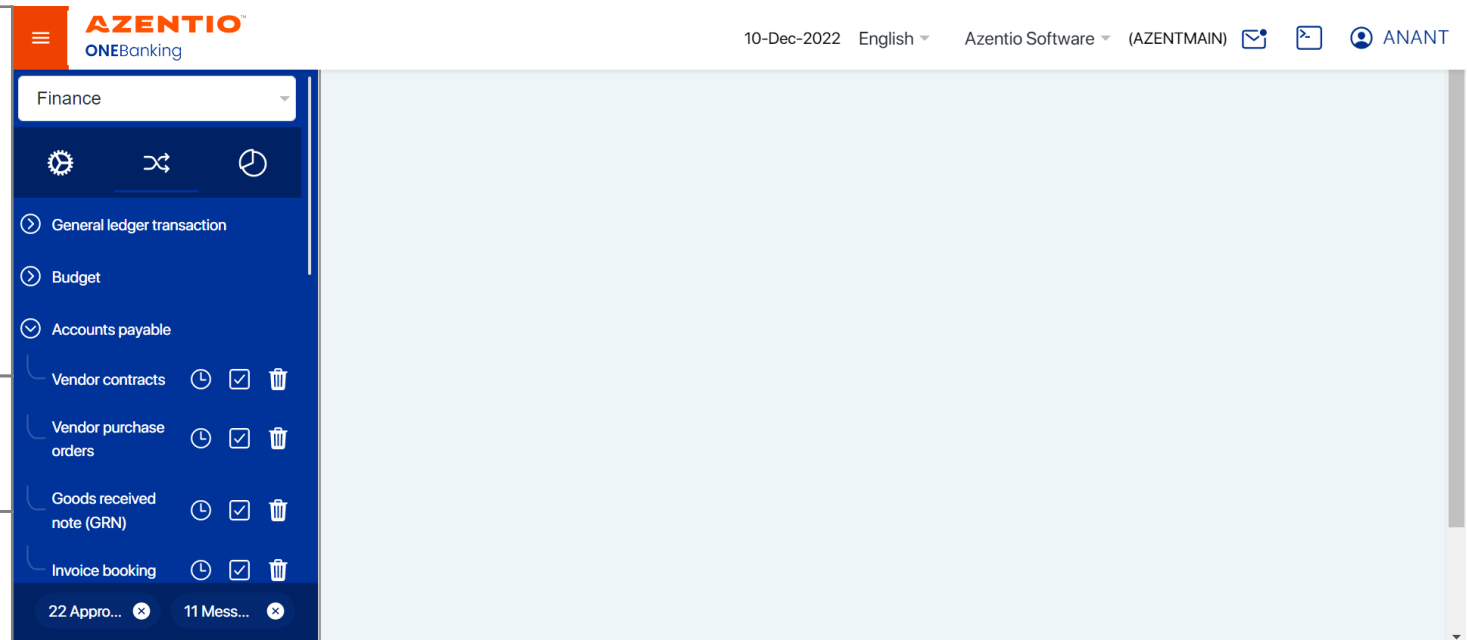 AZENTIO™
ONEBanking
10-Dec-2022 English Azentio Software (AZENTMAIN) ANANT
Finance
General ledger transaction
Budget
Accounts payable
Vendor contracts
Vendor purchase
orders
Goods received
note (GRN)
Invoice booking
22 Appro... 11 Mess...